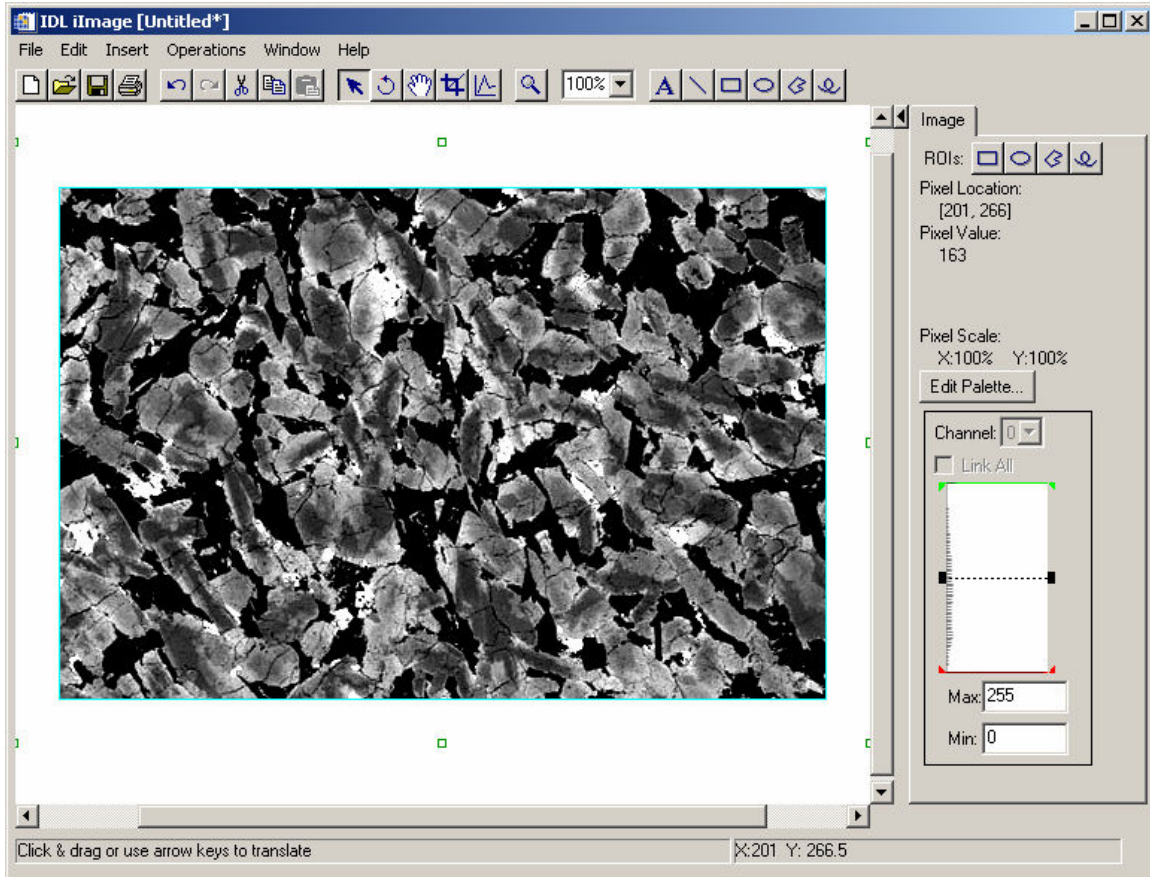 IDL iImage [Untitled*]
File Edit Insert Operations Window Help
100% A
Image
ROIs:
Pixel Location:
[201, 266]
Pixel Value:
163
Pixel Scale:
X:100% Y:100%
Edit Palette...
Channel: 0
Link All
Max: 255
Min: 0
Click & drag or use arrow keys to translate
X:201 Y: 266.5